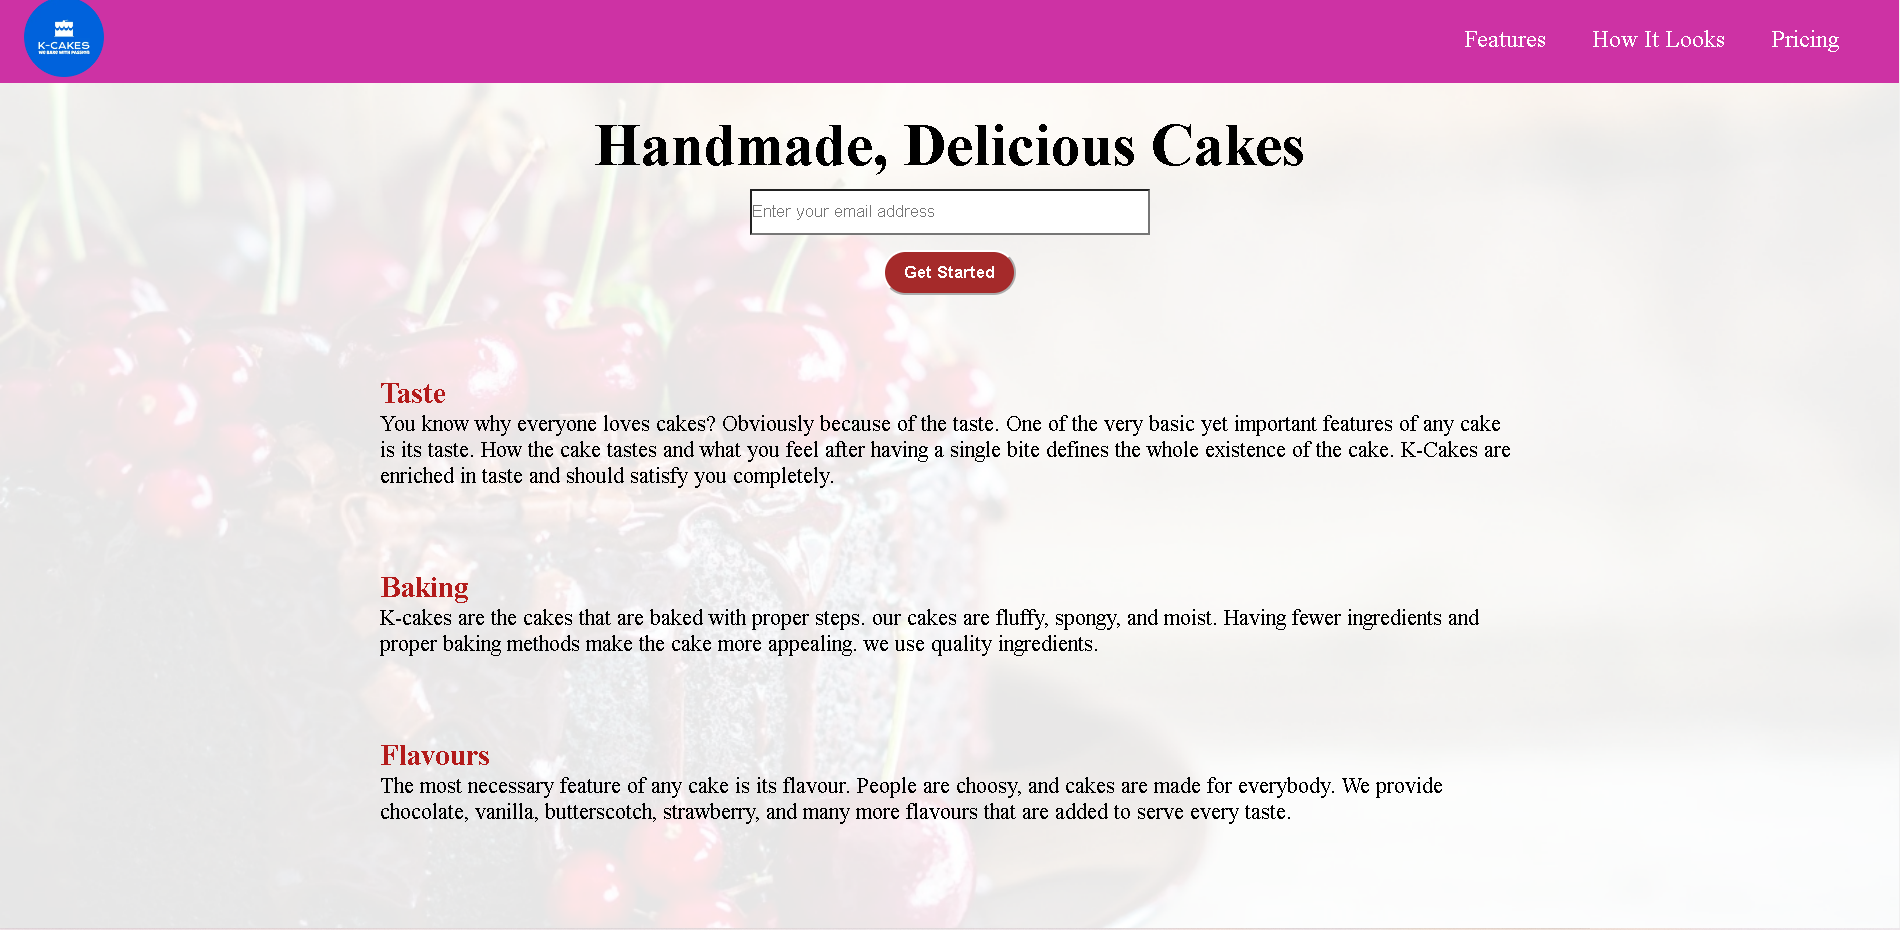 K-CAKES
WE BAKE WITH PASSION
Features
How It Looks
Pricing
Handmade, Delicious Cakes
Enter your email address
Get Started
Taste
You know why everyone loves cakes? Obviously because of the taste. One of the very basic yet important features of any cake
is its taste. How the cake tastes and what you feel after having a single bite defines the whole existence of the cake. K-Cakes are
enriched in taste and should satisfy you completely.
Baking
K-cakes are the cakes that are baked with proper steps. our cakes are fluffy, spongy, and moist. Having fewer ingredients and
proper baking methods make the cake more appealing. we use quality ingredients.
Flavours
The most necessary feature of any cake is its flavour. People are choosy, and cakes are made for everybody. We provide
chocolate, vanilla, butterscotch, strawberry, and many more flavours that are added to serve every taste.